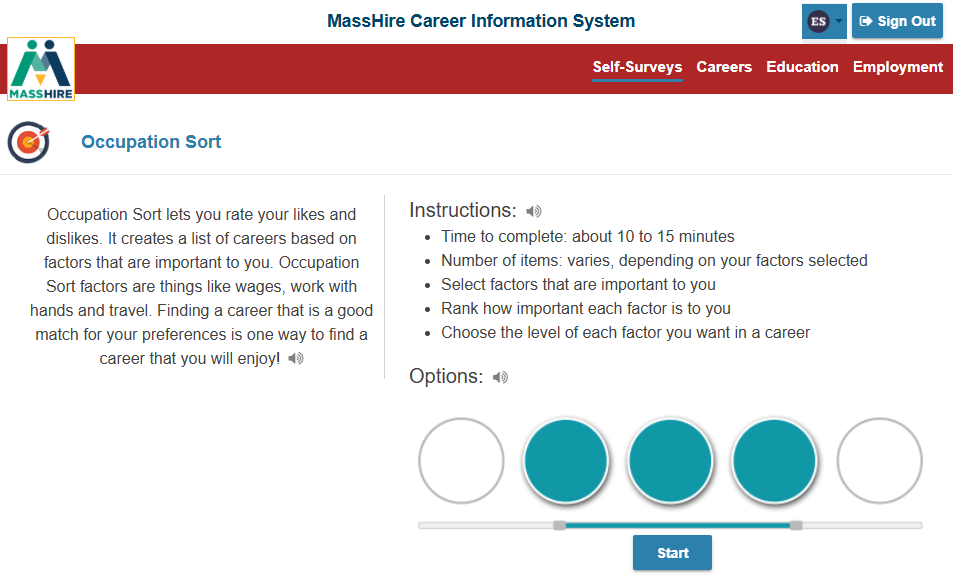 MassHire Career Information System
ES
Sign Out
MASSHIRE
Self-Surveys
Careers
Education
Employment
Occupation Sort
Occupation Sort lets you rate your likes and
dislikes. It creates a list of careers based on
factors that are important to you. Occupation
Sort factors are things like wages, work with
hands and travel. Finding a career that is a good
match for your preferences is one way to find a
career that you will enjoy!
Instructions:
Time to complete: about 10 to 15 minutes
Number of items: varies, depending on your factors selected
Select factors that are important to you
Rank how important each factor is to you
Choose the level of each factor you want in a career
Options:
Start